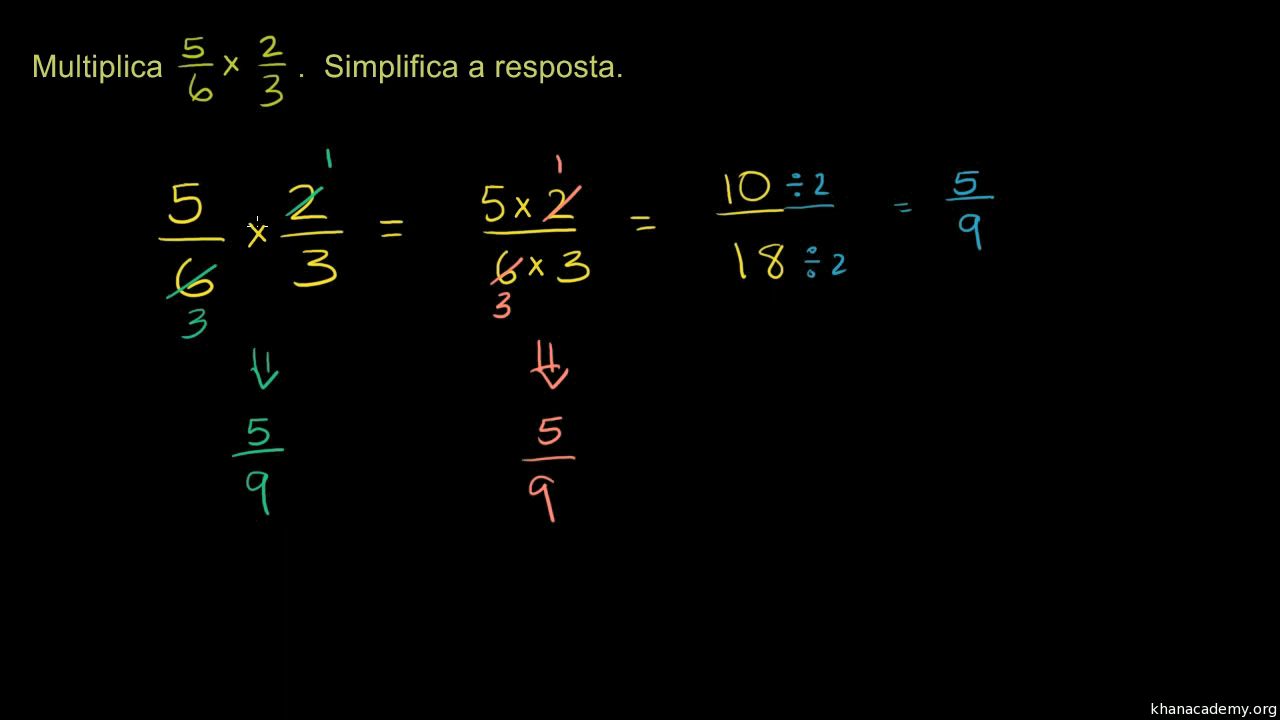 Multiplica 5/6 x 2/3 . Simplifica a resposta.
1 1
5/6 x 2/3 = 5 x 2/6 x 3 = 10 ÷ 2/18 ÷ 2 = 5/9
3 3
5/9 5/9
khanacademy.org